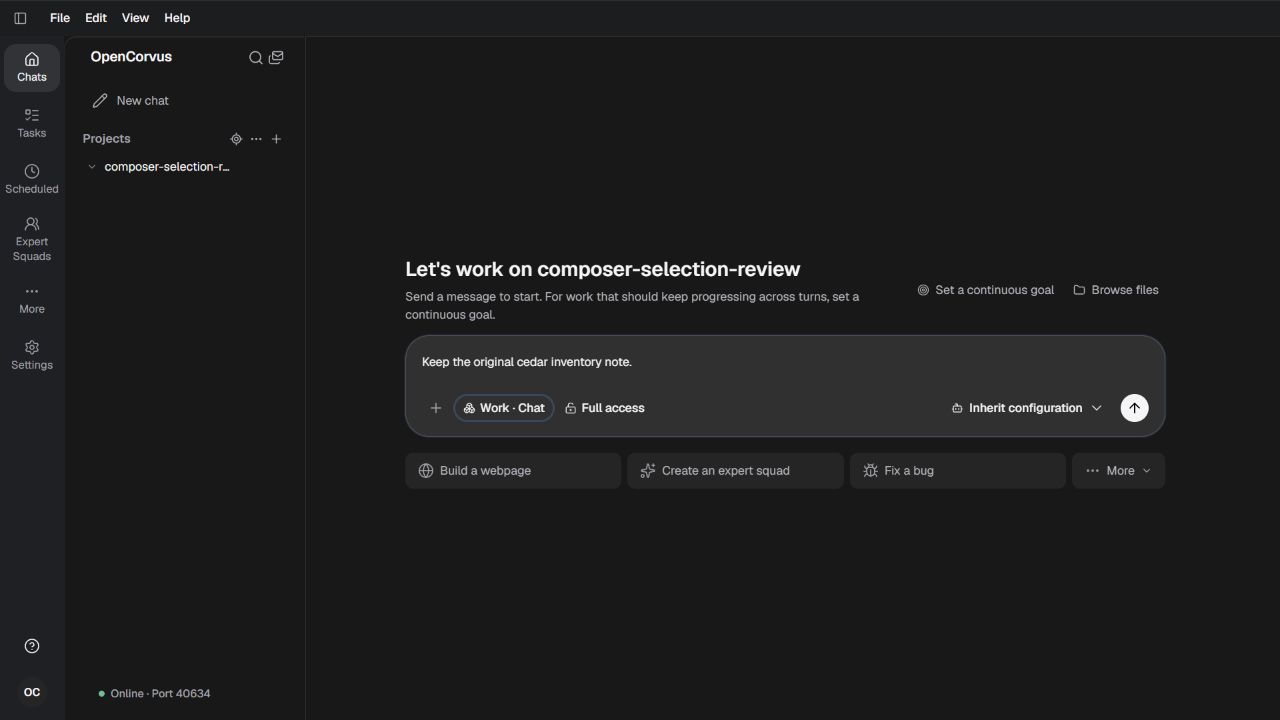 File Edit View Help
Chats
Tasks
Scheduled
Expert
Squads
More
Settings
OC
OpenCorvus
New chat
Projects
composer-selection-r...
Online · Port 40634
Let's work on composer-selection-review
Send a message to start. For work that should keep progressing across turns, set a
continuous goal.
Set a continuous goal
Browse files
Keep the original cedar inventory note.
Work · Chat
Full access
Inherit configuration
Build a webpage
Create an expert squad
Fix a bug
More